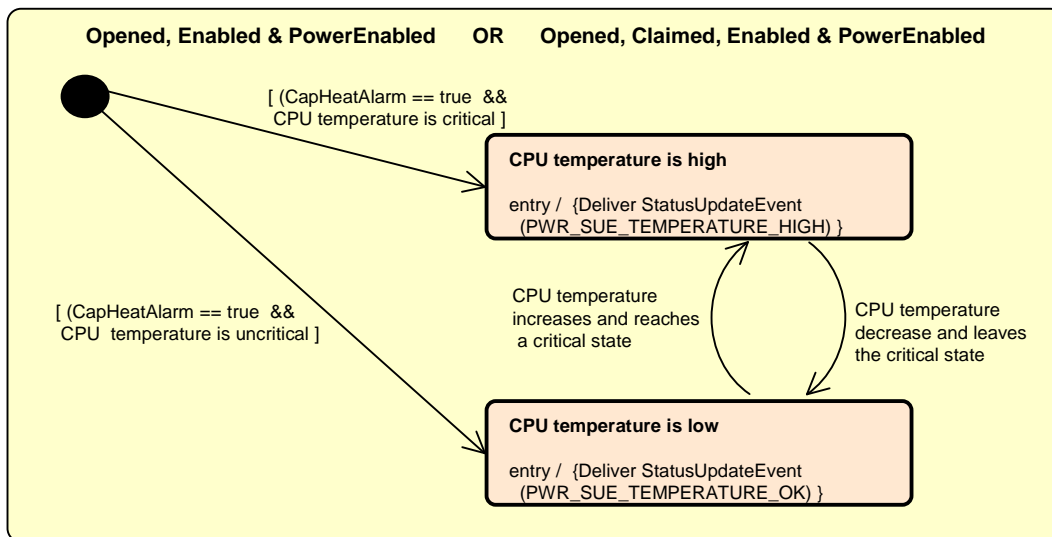 Opened, Enabled & PowerEnabled OR Opened, Claimed, Enabled & PowerEnabled
[ (CapHeatAlarm == true &&
CPU temperature is critical ]
CPU temperature is high
entry / {Deliver StatusUpdateEvent
(PWR_SUE_TEMPERATURE_HIGH) }
[ (CapHeatAlarm == true &&
CPU temperature is uncritical ]
CPU temperature
increases and reaches
a critical state
CPU temperature
decrease and leaves
the critical state
CPU temperature is low
entry / {Deliver StatusUpdateEvent
(PWR_SUE_TEMPERATURE_OK) }